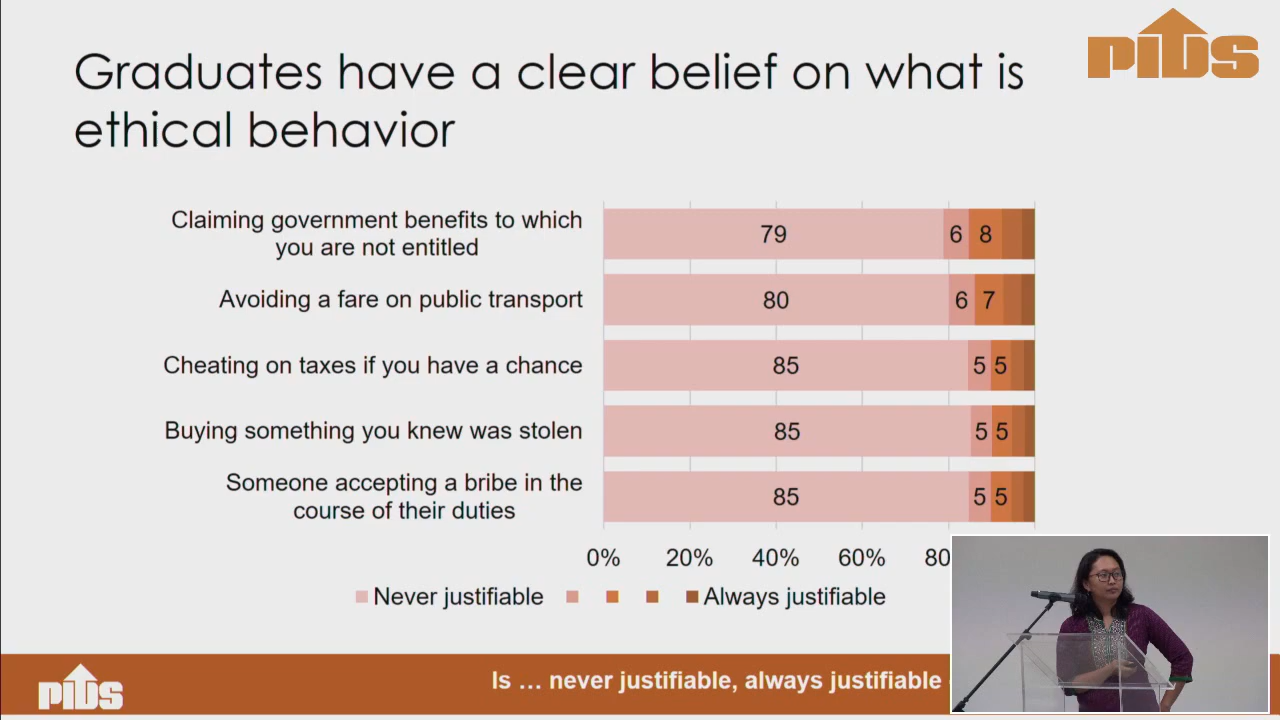 PIDS
Graduates have a clear belief on what is
ethical behavior
Claiming government benefits to which
you are not entitled
79 6 8
Avoiding a fare on public transport
80 6 7
Cheating on taxes if you have a chance
85 5 5
Buying something you knew was stolen
85 5 5
Someone accepting a bribe in the
course of their duties
85 5 5
0% 20% 40% 60% 80
Never justifiable Always justifiable
PIDS
Is … never justifiable, always justifiable